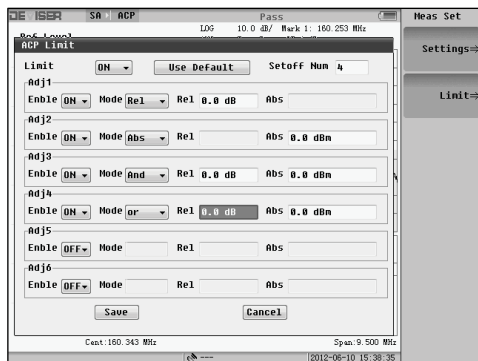 DEVISER SA ACP Pass Meas Set
LOG 10.0 dB/ Mark 1: 160.253 MHz
Ref Level
ACP Limit
Settings⇒
Limit ON Use Default Setoff Num 4
Limit⇒
Adj1
Enble ON Mode Rel Rel 0.0 dB Abs
Adj2
Enble ON Mode Abs Rel Abs 0.0 dBm
Adj3
Enble ON Mode And Rel 0.0 dB Abs 0.0 dBm
Adj4
Enble ON Mode or Rel 0.0 dB Abs 0.0 dBm
Adj5
Enble OFF Mode Rel Abs
Adj6
Enble OFF Mode Rel Abs
Save Cancel
Cent:160.343 MHz Span:9.500 MHz
--- 2012-06-10 15:38:35